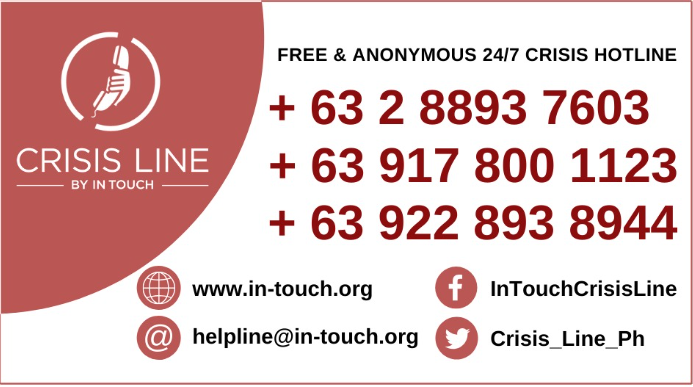 CRISIS LINE
BY IN TOUCH
FREE & ANONYMOUS 24/7 CRISIS HOTLINE
+ 63 2 8893 7603
+ 63 917 800 1123
+ 63 922 893 8944
www.in-touch.org
InTouchCrisisLine
helpline@in-touch.org
Crisis_Line_Ph